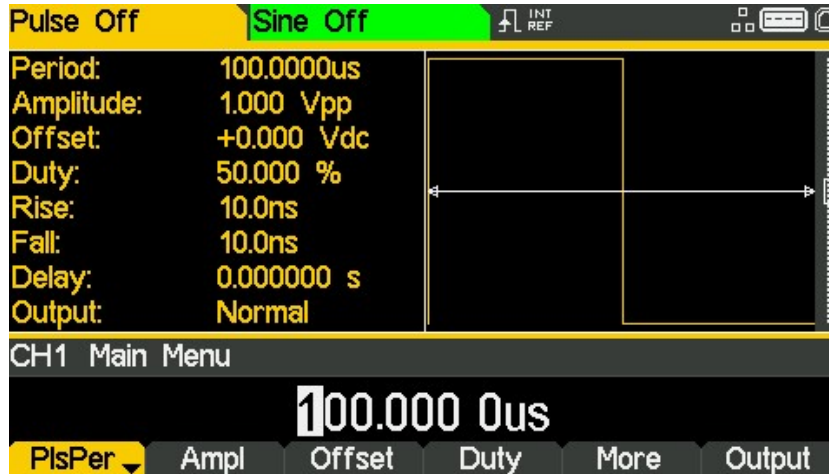 Pulse Off Sine Off INT REF
Period: 100.0000us
Amplitude: 1.000 Vpp
Offset: +0.000 Vdc
Duty: 50.000 %
Rise: 10.0ns
Fall: 10.0ns
Delay: 0.000000 s
Output: Normal
CH1 Main Menu
100.000 0us
PlsPer Ampl Offset Duty More Output